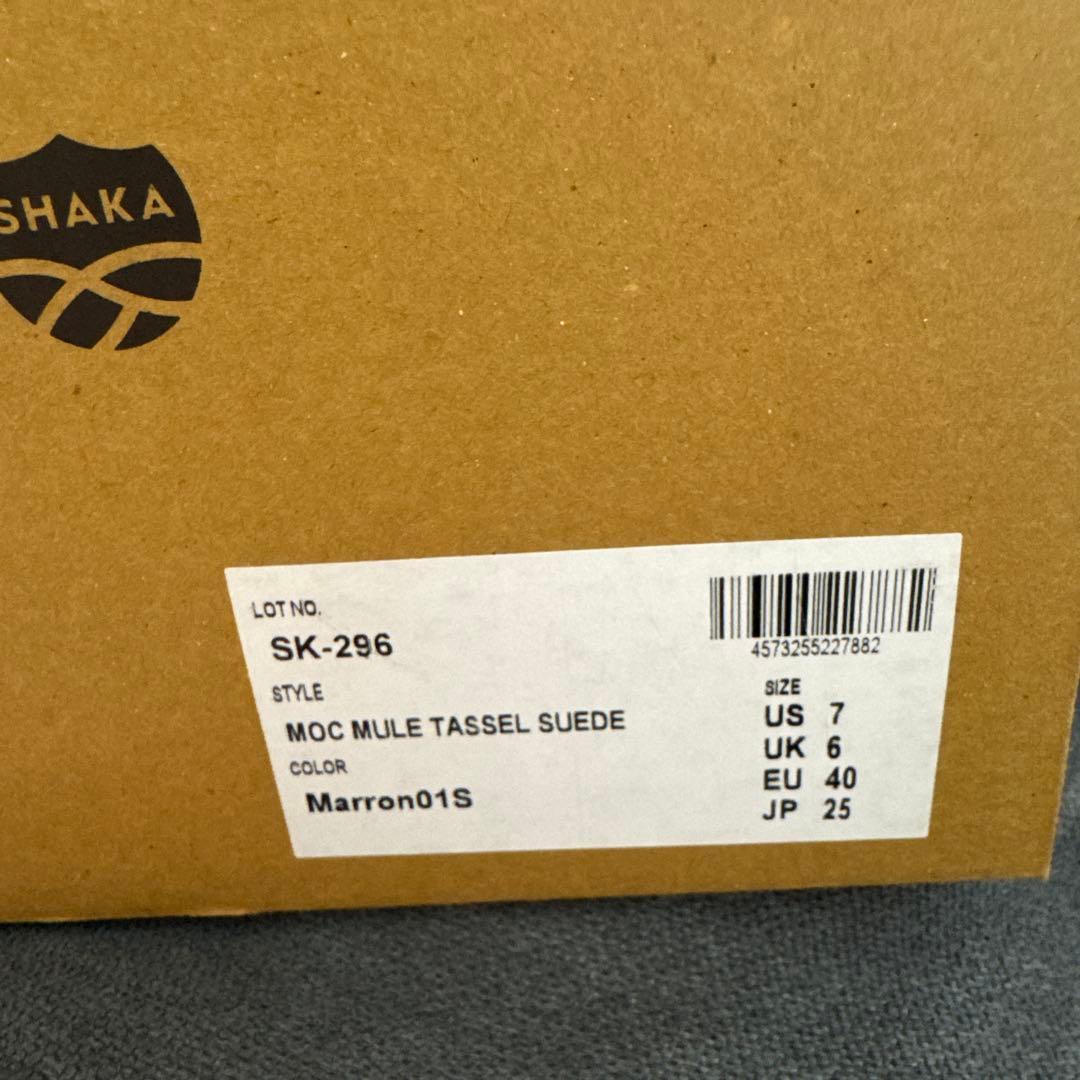 SHAKA
LOT NO.
SK-296
STYLE
MOC MULE TASSEL SUEDE
COLOR
Marron01S
4573255227882
SIZE
US 7
UK 6
EU 40
JP 25